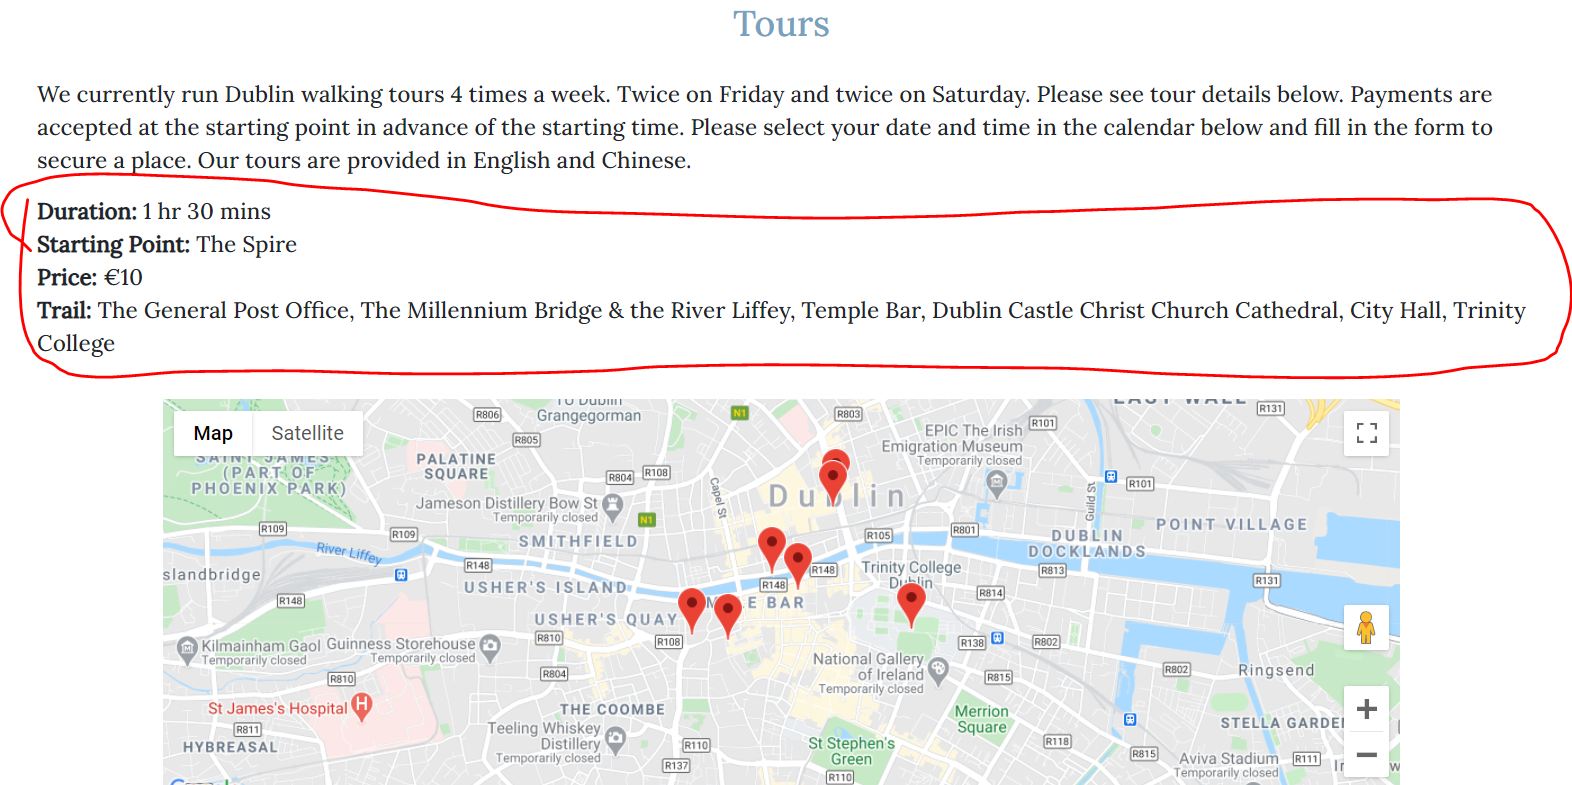 Tours
We currently run Dublin walking tours 4 times a week. Twice on Friday and twice on Saturday. Please see tour details below. Payments are
accepted at the starting point in advance of the starting time. Please select your date and time in the calendar below and fill in the form to
secure a place. Our tours are provided in English and Chinese.
Duration: 1 hr 30 mins
Starting Point: The Spire
Price: €10
Trail: The General Post Office, The Millennium Bridge & the River Liffey, Temple Bar, Dublin Castle Christ Church Cathedral, City Hall, Trinity
College
Map Satellite
TU Dublin
Grangegorman
R806
N1
R803
R131
EAST WALL
R101
R805
EPIC The Irish
Emigration Museum
Temporarily closed
SAINT JAMES
(PART OF
PHOENIX PARK)
PALATINE
SQUARE
R804
R108
R101
Capel St
Dublin
Guild St
Jameson Distillery Bow St
Temporarily closed
N1
POINT VILLAGE
R109
R109
SMITHFIELD
R105
R801
DUBLIN
DOCKLANDS
River Liffey
R148
R148
Trinity College
Dublin
R813
R131
slandbridge
USHER'S ISLAND
R148
R814
R148
BAR
USHER'S QUAY
R810
R108
R138
R802
Kilmainham Gaol
Temporarily closed
Guinness Storehouse
Temporarily closed
National Gallery
of Ireland
Temporarily closed
R802
Ringsend
R804
R815
R810
St James's Hospital
H
THE COOMBE
Merrion
Square
STELLA GARDE
R811
HYBREASAL
Teeling Whiskey
Distillery
Temporarily closed
R110
St Stephen's
Green
R118
R815
Aviva Stadium
Temporarily closed
R111
R137
R110